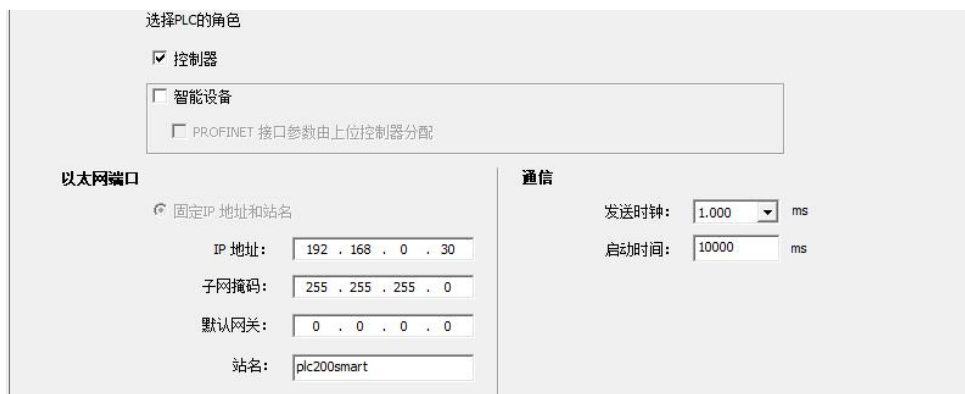 选择PLC的角色
控制器
智能设备
PROFINET 接口参数由上位控制器分配
以太网端口
固定IP 地址和站名
IP 地址: 192 . 168 . 0 . 30
子网掩码: 255 . 255 . 255 . 0
默认网关: 0 . 0 . 0 . 0
站名: plc200smart
通信
发送时钟: 1.000 ms
启动时间: 10000 ms